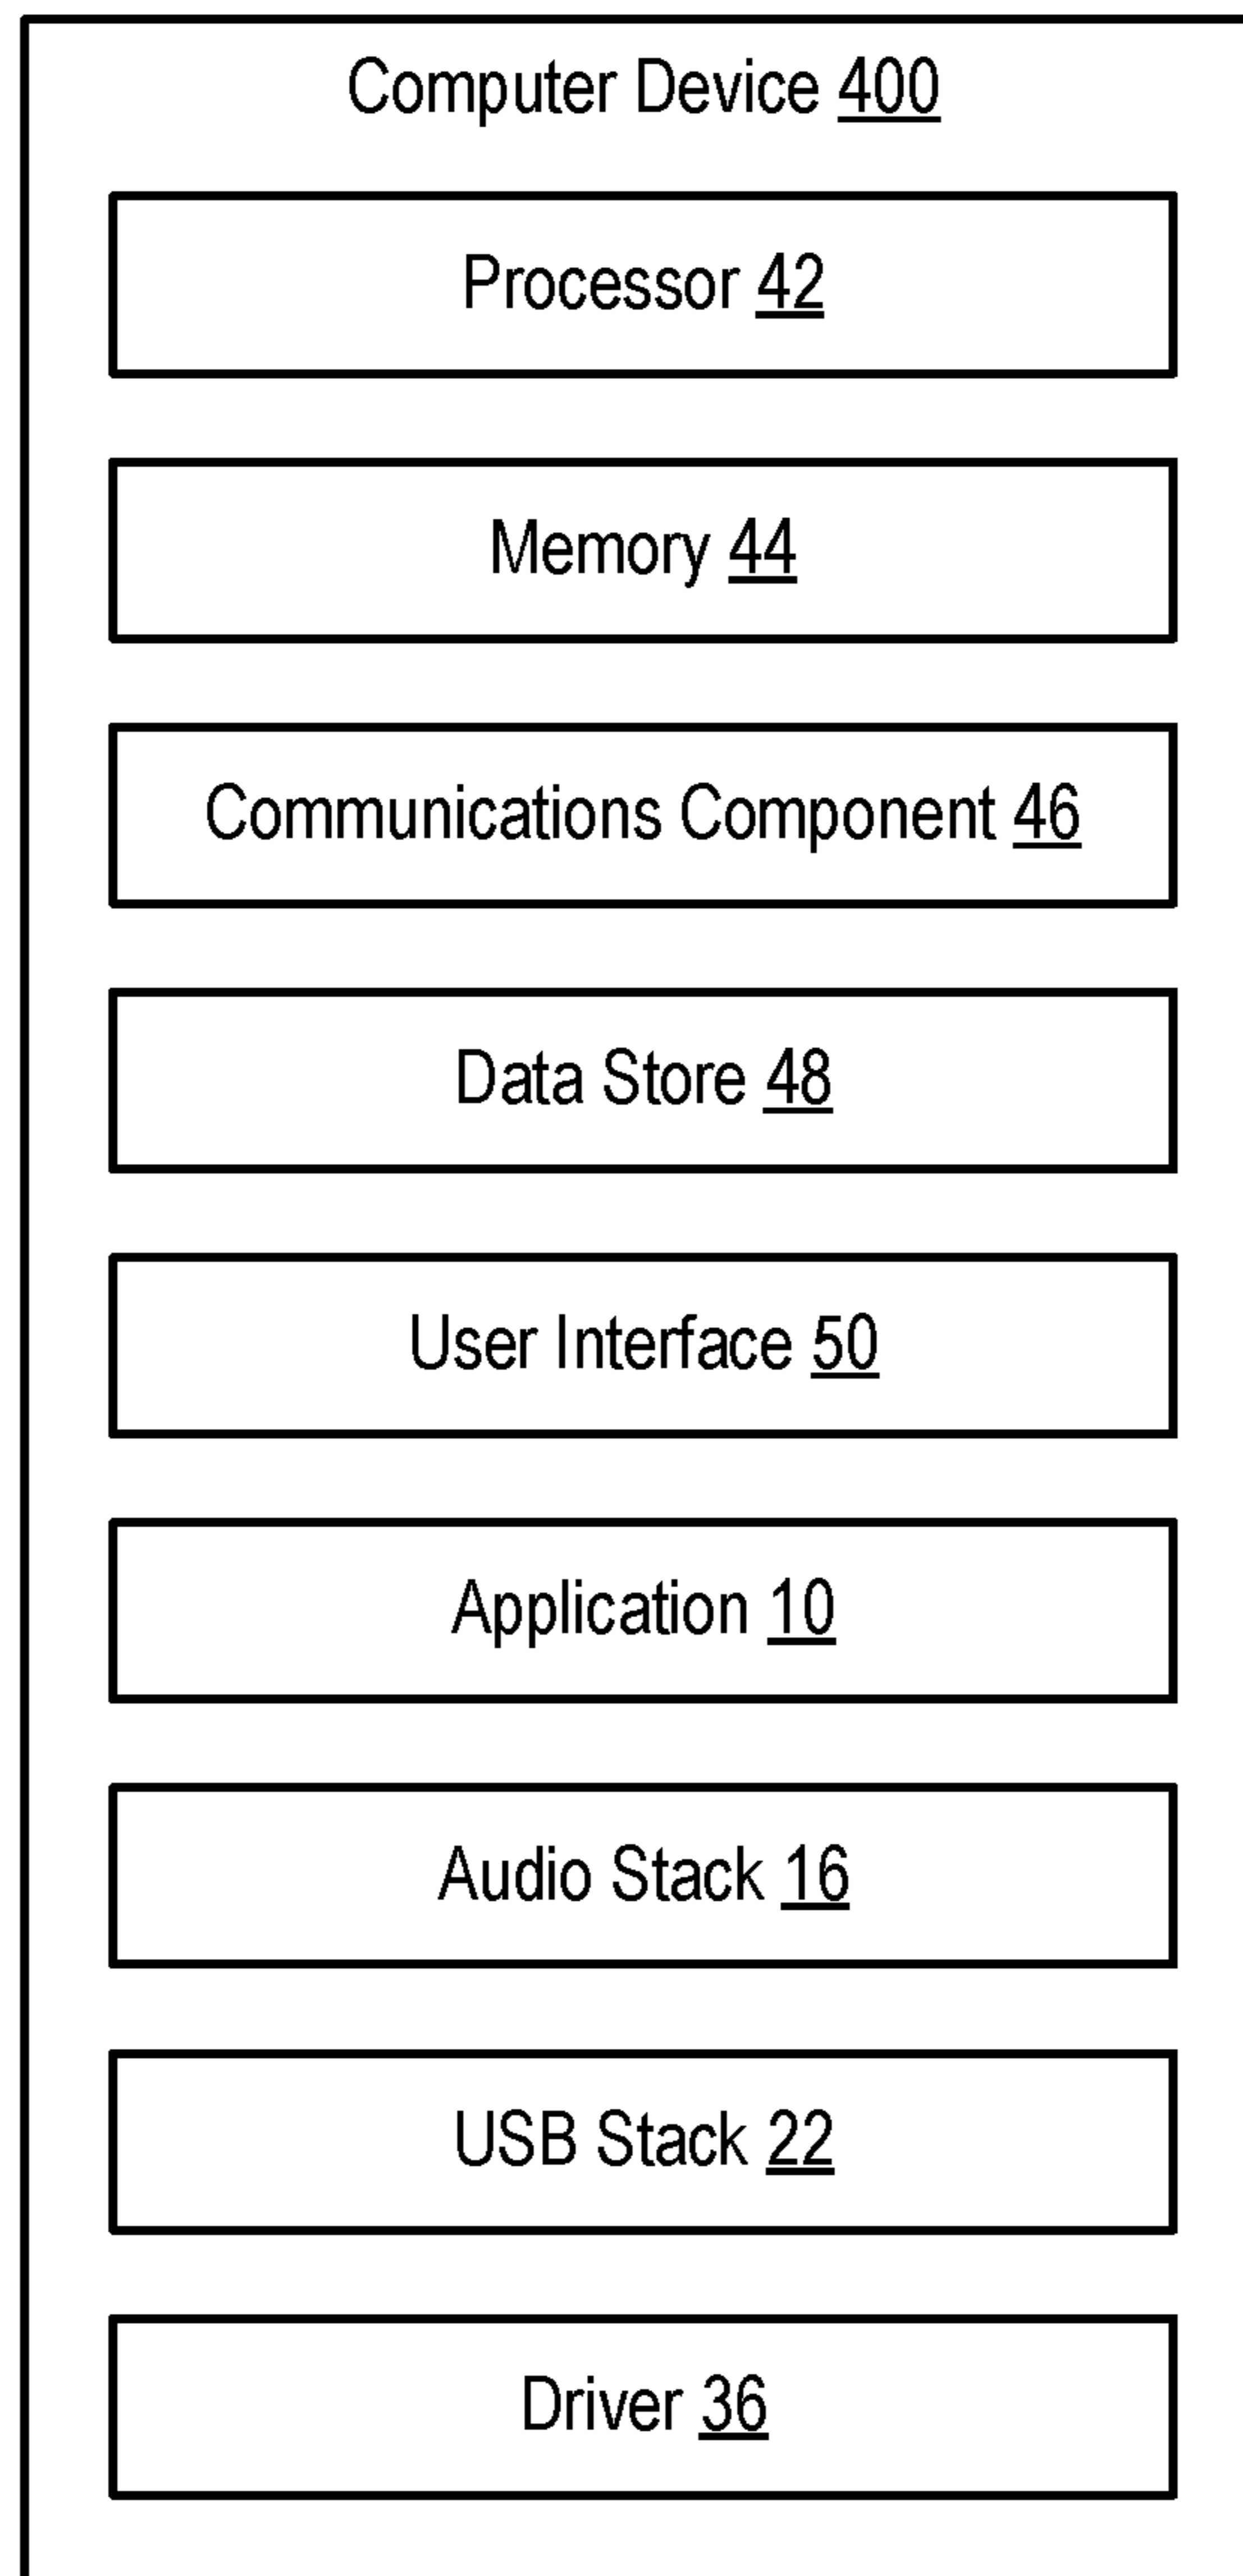 Computer Device 400
Processor 42
Memory 44
Communications Component 46
Data Store 48
User Interface 50
Application 10
Audio Stack 16
USB Stack 22
Driver 36